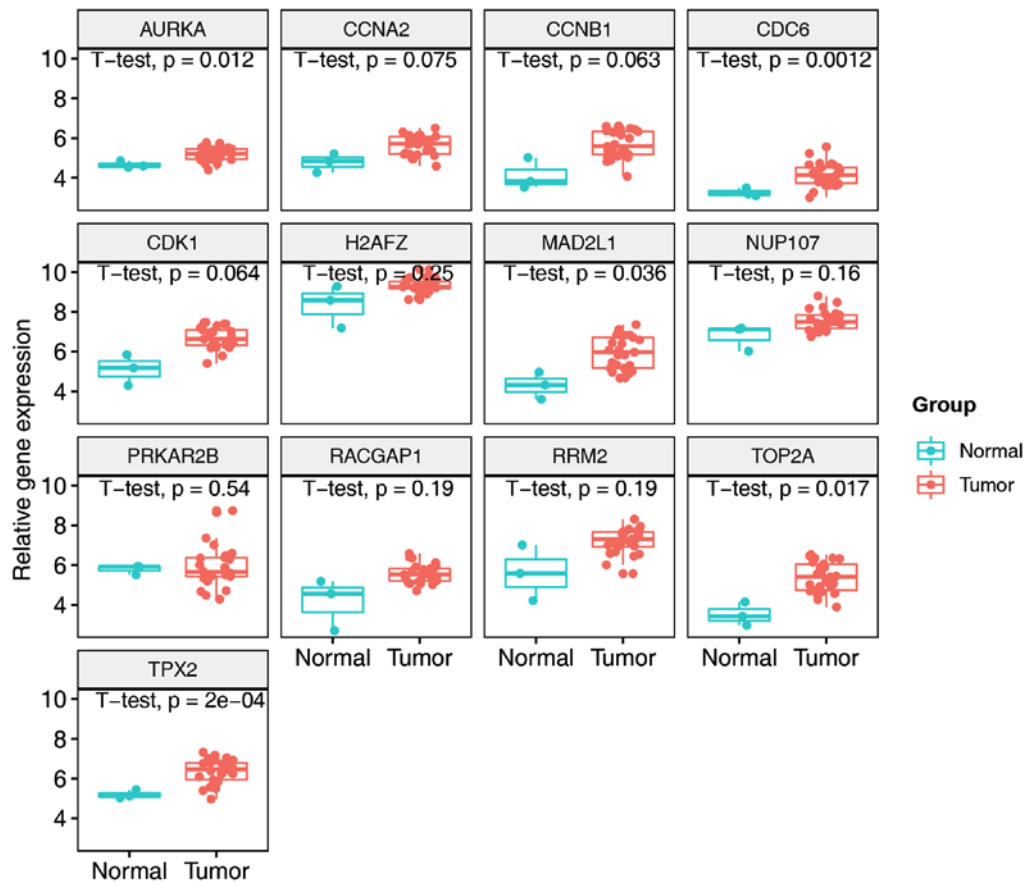 AURKA CCNA2 CCNB1 CDC6
T−test, p = 0.012 T−test, p = 0.075 T−test, p = 0.063 T−test, p = 0.0012
10
8
6
4
CDK1 H2AFZ MAD2L1 NUP107
T−test, p = 0.064 T−test, p = 0.25 T−test, p = 0.036 T−test, p = 0.16
10
8
6
4
Relative gene expression
PRKAR2B RACGAP1 RRM2 TOP2A
T−test, p = 0.54 T−test, p = 0.19 T−test, p = 0.19 T−test, p = 0.017
10
8
6
4
Normal Tumor Normal Tumor Normal Tumor
TPX2
T−test, p = 2e−04
10
8
6
4
Normal Tumor
Group
Normal
Tumor